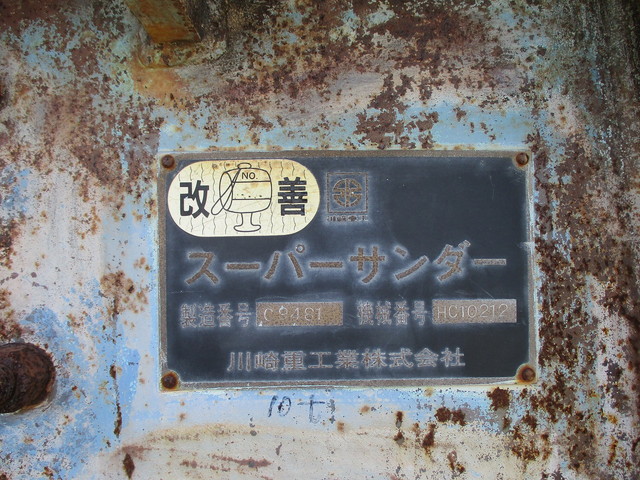 改 NO. 善
スーパーサンダー
製造番号 C9481 機械番号 HC10212
川崎重工業株式会社